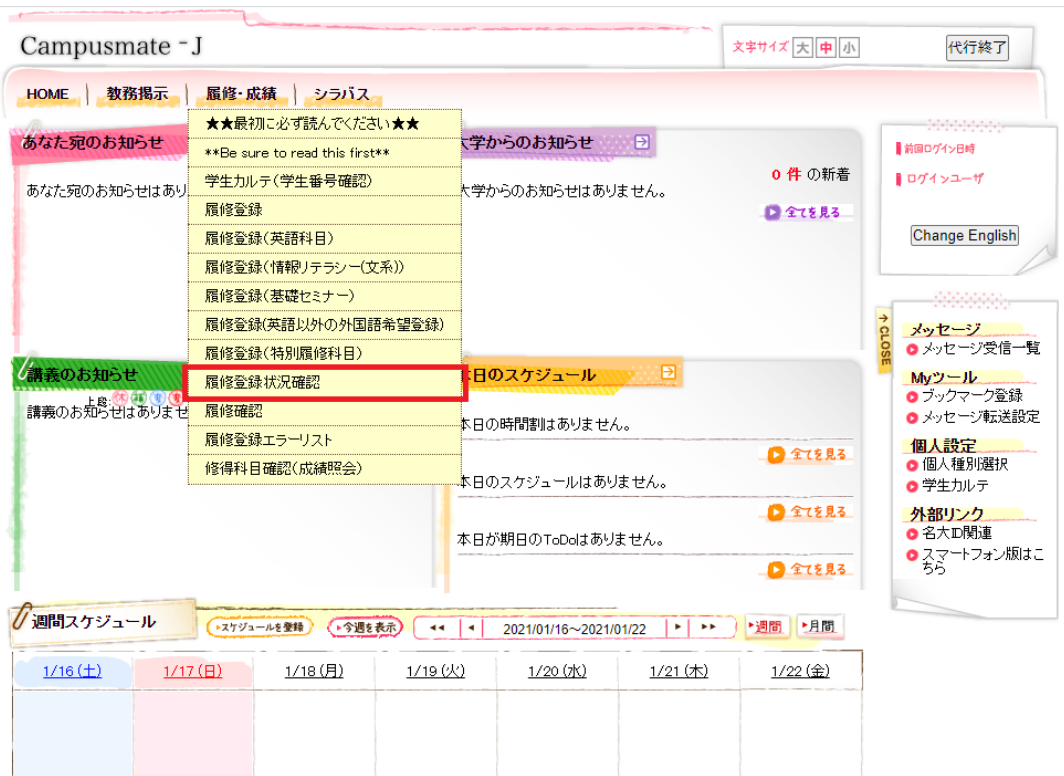 Campusmate - J
文字サイズ 大 中 小
代行終了
HOME 教務掲示 履修・成績 シラバス
★★最初に必ず読んでください★★
**Be sure to read this first**
学生カルテ(学生番号確認)
履修登録
履修登録(英語科目)
履修登録(情報リテラシー(文系))
履修登録(基礎セミナー)
履修登録(英語以外の外国語希望登録)
履修登録(特別履修科目)
履修登録状況確認
履修確認
履修登録エラーリスト
修得科目確認(成績照会)
あなた宛のお知らせ
あなた宛のお知らせはあり
大学からのお知らせ
0 件 の新着
大学からのお知らせはありません。
全てを見る
講義のお知らせ
上段:休 補
講義のお知らせはありませ
本日のスケジュール
本日の時間割はありません。
全てを見る
本日のスケジュールはありません。
全てを見る
本日が期日のToDoはありません。
全てを見る
前回ログイン日時
ログインユーザ
Change English
→CLOSE
メッセージ
メッセージ受信一覧
Myツール
ブックマーク登録
メッセージ転送設定
個人設定
個人種別選択
学生カルテ
外部リンク
名大ID関連
スマートフォン版はこ
ちら
週間スケジュール
スケジュールを登録 今週を表示 2021/01/16~2021/01/22 週間 月間
1/16(土) 1/17(日) 1/18(月) 1/19(火) 1/20(水) 1/21(木) 1/22(金)